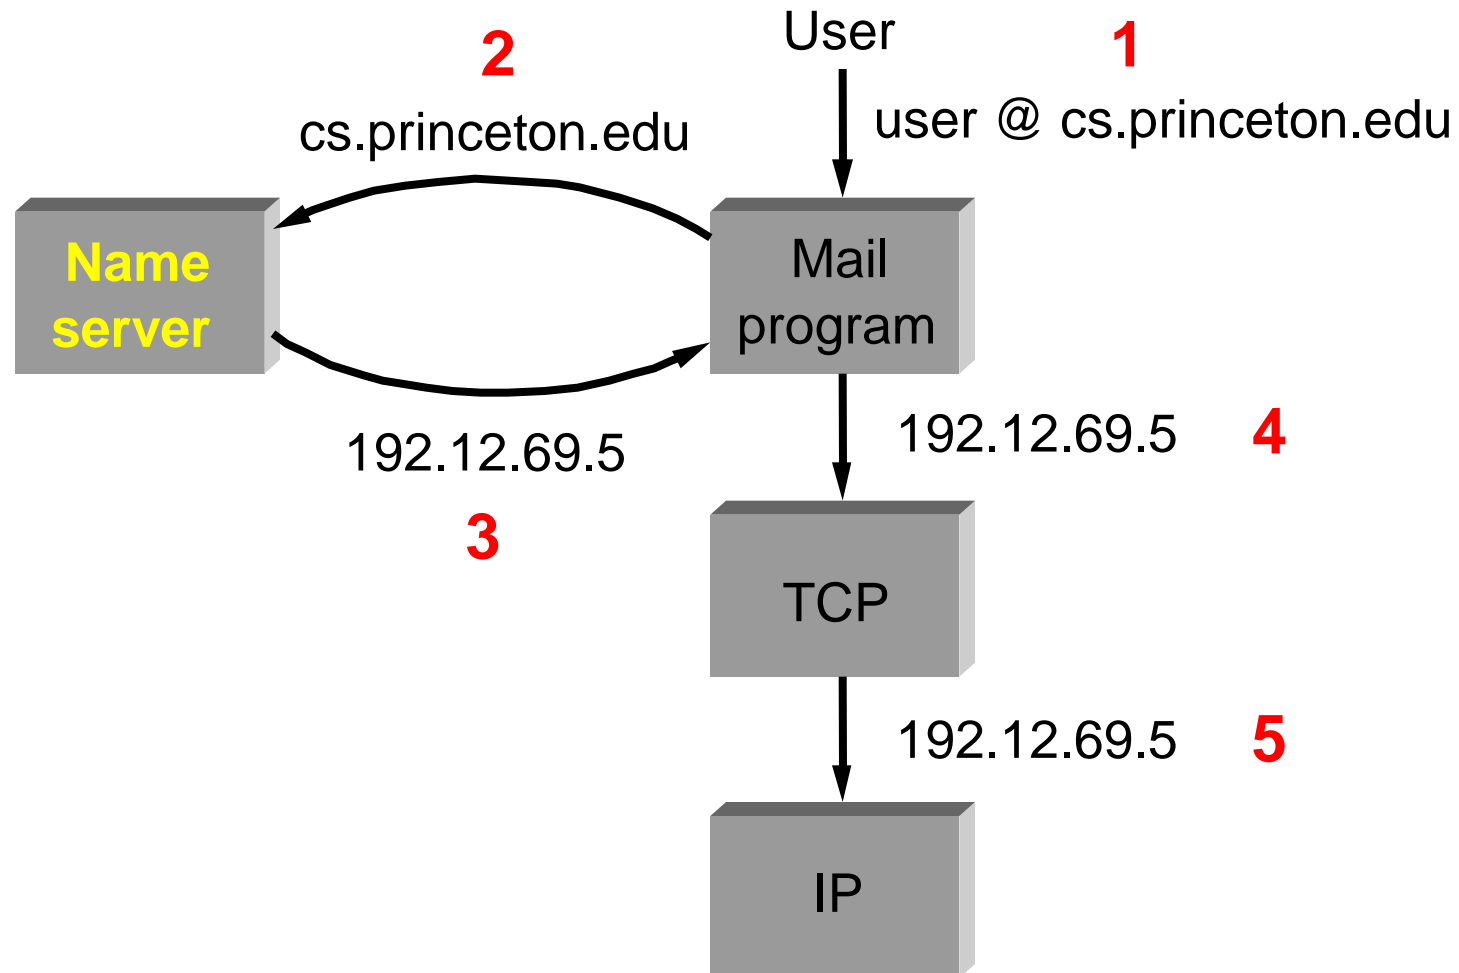 User
1
user @ cs.princeton.edu
2
cs.princeton.edu
Name
server
Mail
program
192.12.69.5
3
192.12.69.5 4
TCP
192.12.69.5 5
IP